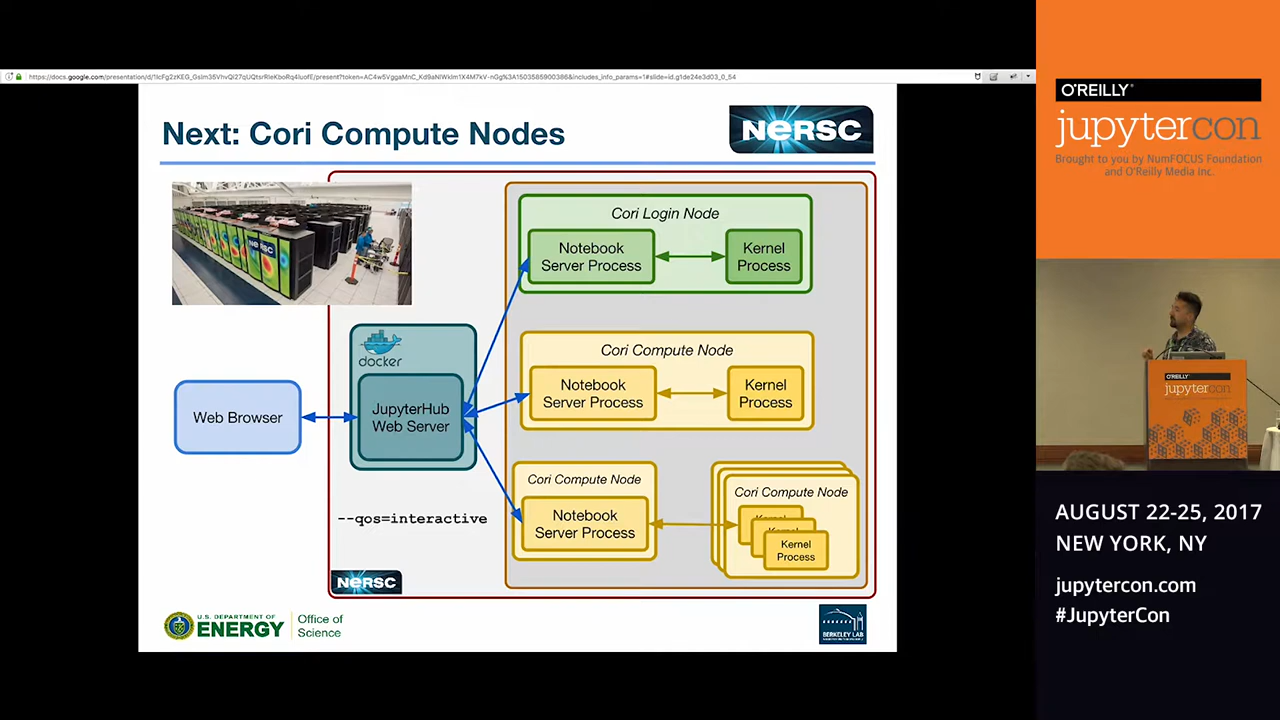 Next: Cori Compute Nodes
NERSC
NERSC
Cori Login Node
Notebook
Server Process
Kernel
Process
Cori Compute Node
Notebook
Server Process
Kernel
Process
docker
JupyterHub
Web Server
Web Browser
Cori Compute Node
Notebook
Server Process
Cori Compute Node
Kernel
Kernel
Kernel
Process
--qos=interactive
NERSC
U.S. DEPARTMENT OF
ENERGY
Office of
Science
BERKELEY LAB
O'REILLY®
jupytercon
Brought to you by NumFOCUS Foundation
and O'Reilly Media Inc.
O'REILLY
jupytercon
AUGUST 22-25, 2017
NEW YORK, NY
jupytercon.com
#JupyterCon